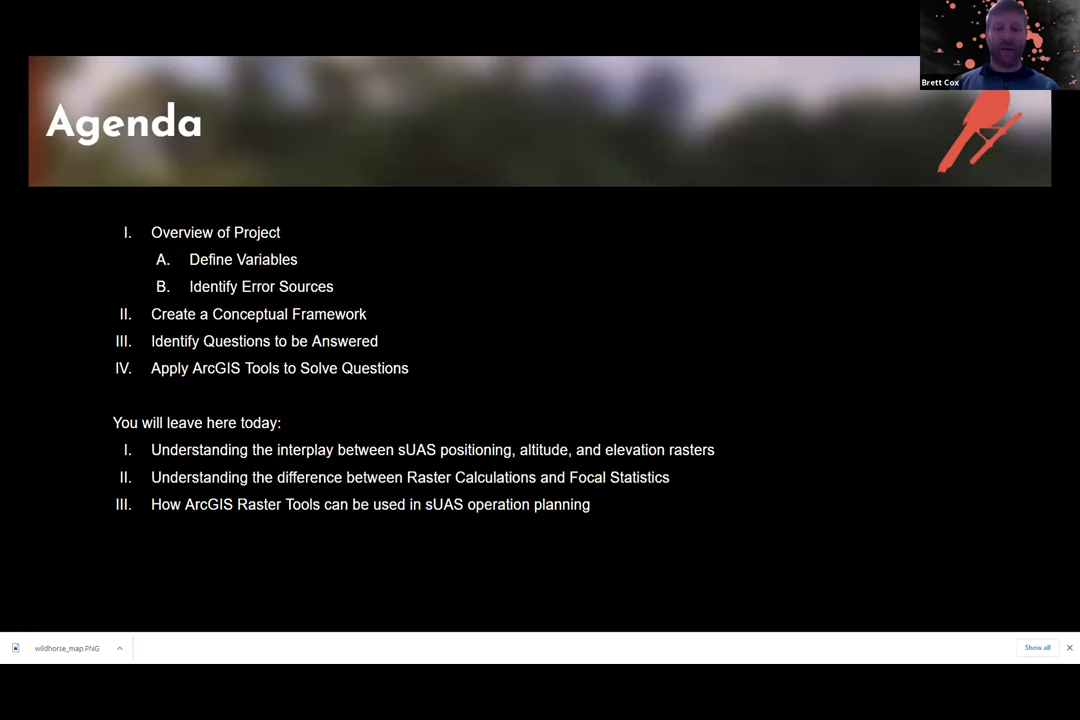 Brett Cox
Agenda
I. Overview of Project
A. Define Variables
B. Identify Error Sources
II. Create a Conceptual Framework
III. Identify Questions to be Answered
IV. Apply ArcGIS Tools to Solve Questions
You will leave here today:
I. Understanding the interplay between sUAS positioning, altitude, and elevation rasters
II. Understanding the difference between Raster Calculations and Focal Statistics
III. How ArcGIS Raster Tools can be used in sUAS operation planning
wildhorse_map.PNG
Show all